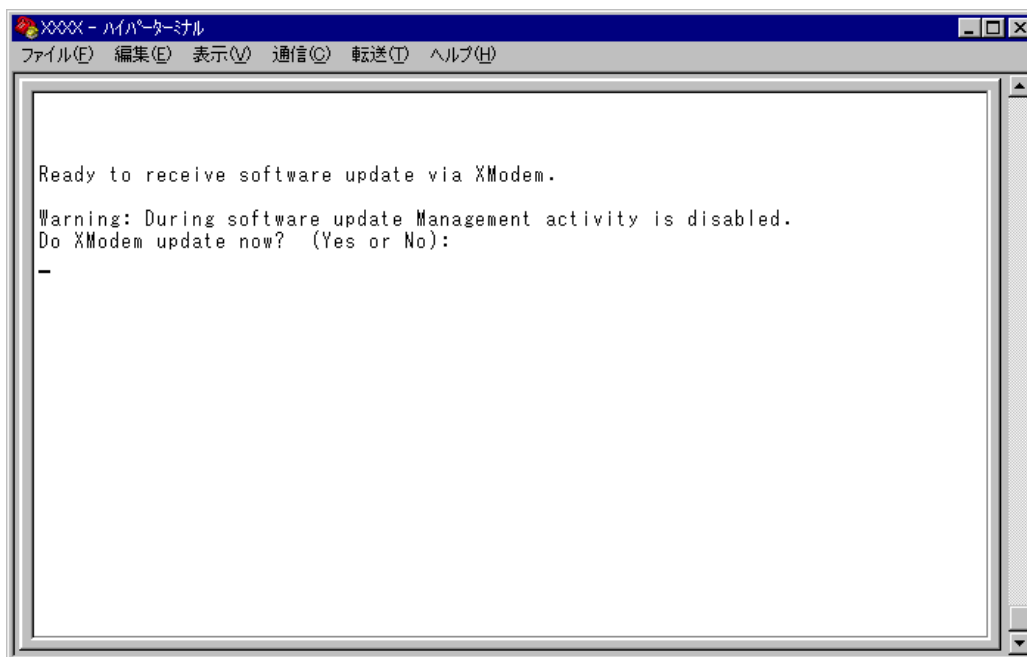 XXXX - ﾊｲﾊﾟｰﾀｰﾐﾅﾙ
ファイル(F) 編集(E) 表示(V) 通信(C) 転送(T) ヘルプ(H)
Ready to receive software update via XModem.
Warning: During software update Management activity is disabled.
Do XModem update now?  (Yes or No):